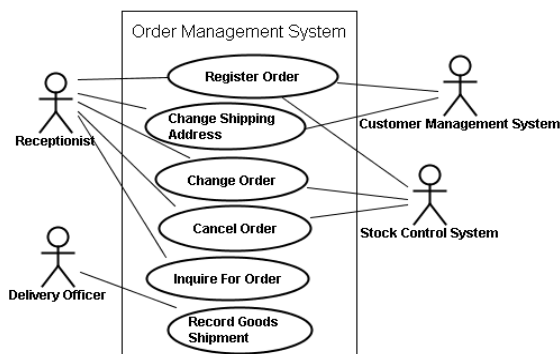 Order Management System
Register Order
Change Shipping
Address
Customer Management System
Receptionist
Change Order
Cancel Order
Stock Control System
Inquire For Order
Delivery Officer
Record Goods
Shipment